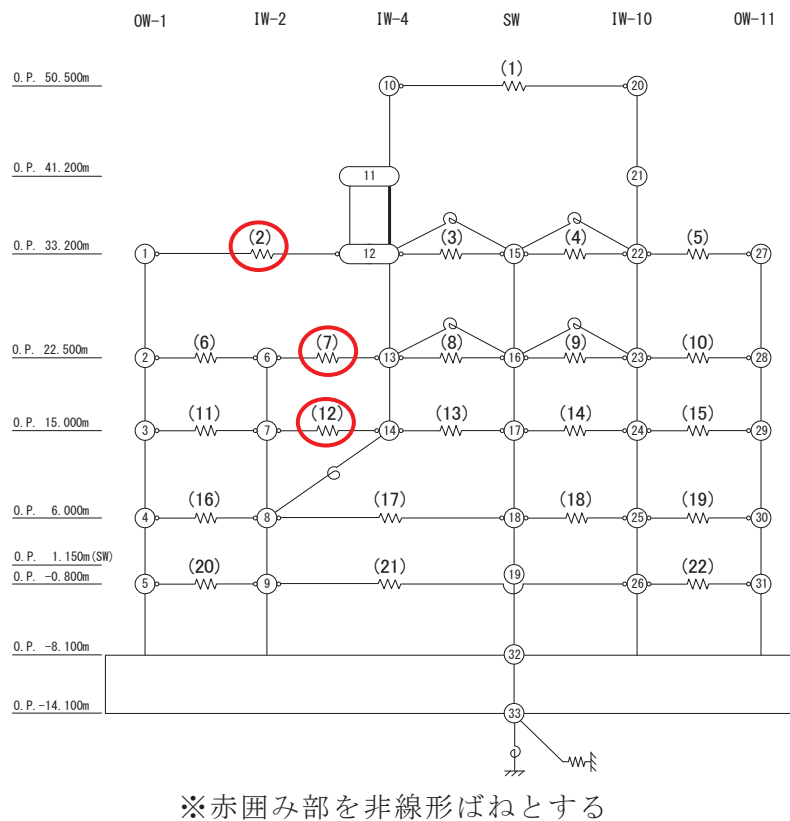 OW-1 IW-2 IW-4 SW IW-10 OW-11
O.P. 50.500m 10 (1) 20
O.P. 41.200m 11 21
O.P. 33.200m 1 (2) 12 (3) 15 (4) 22 (5) 27
O.P. 22.500m 2 (6) 6 (7) 13 (8) 16 (9) 23 (10) 28
O.P. 15.000m 3 (11) 7 (12) 14 (13) 17 (14) 24 (15) 29
O.P. 6.000m 4 (16) 8 (17) 18 (18) 25 (19) 30
O.P. 1.150m(SW) 19
O.P. -0.800m 5 (20) 9 (21) 26 (22) 31
O.P. -8.100m 32
O.P.-14.100m 33
※赤囲み部を非線形ばねとする